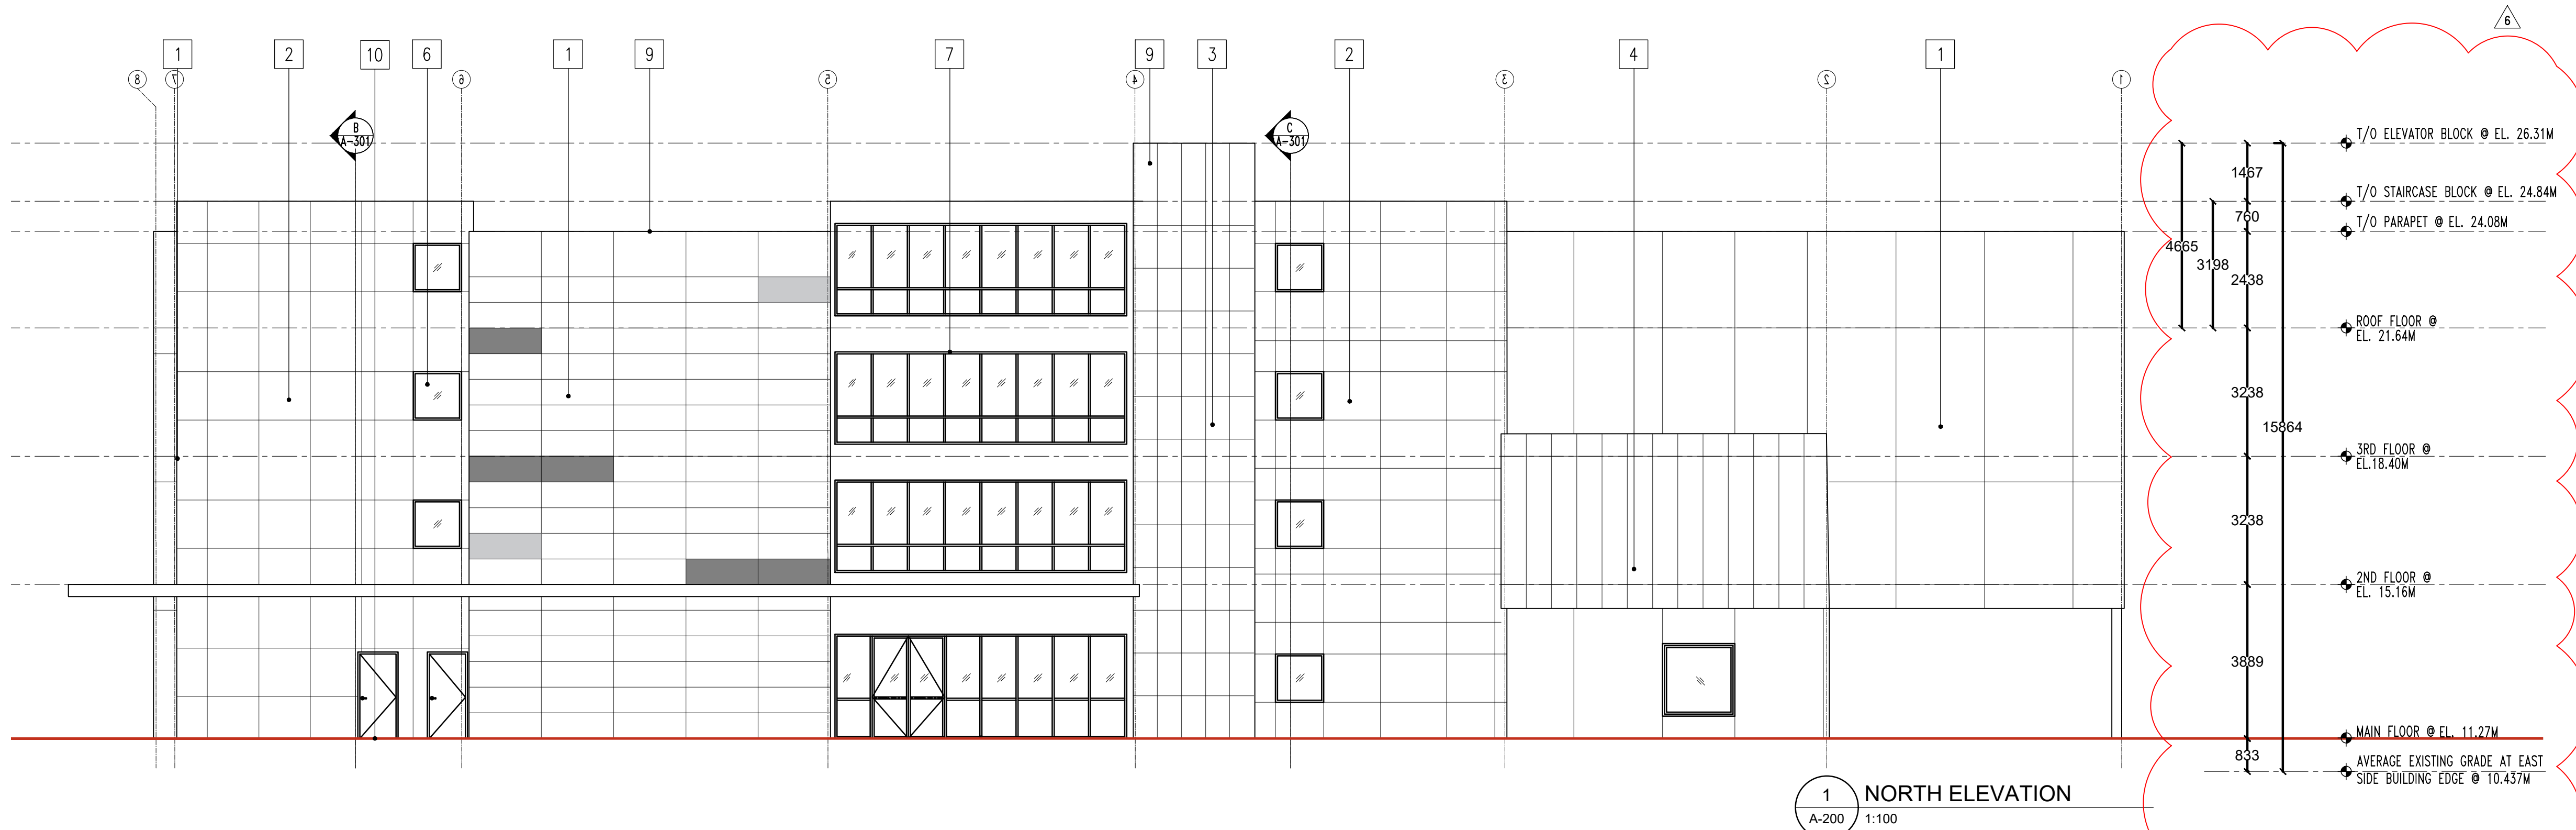 6
1
2
10
6
1
9
7
9
3
2
4
1
8
7
6
5
4
3
2
1
B
A-301
C
A-301
T/O ELEVATOR BLOCK @ EL. 26.31M
1467
T/O STAIRCASE BLOCK @ EL. 24.84M
760
T/O PARAPET @ EL. 24.08M
4665
3198
2438
ROOF FLOOR @
EL. 21.64M
3238
15864
3RD FLOOR @
EL.18.40M
3238
2ND FLOOR @
EL. 15.16M
3889
MAIN FLOOR @ EL. 11.27M
833
AVERAGE EXISTING GRADE AT EAST
SIDE BUILDING EDGE @ 10.437M
1
A-200
NORTH ELEVATION
1:100